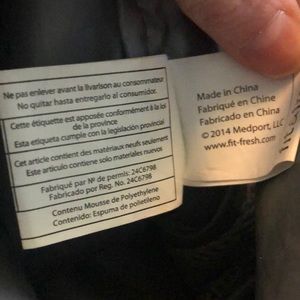 Ne pas enlever avant la livraison au consommateur
No quitar hasta entregarlo al consumidor.
Cette étiquette est apposée conformément à la loi
de la province
Esta etiqueta cumple con la legislación provincial
Cet article contient des matériaux neufs seulement
Este artículo contiene solo materiales nuevos
Fabriqué par Nº de permis: 24C6798
Fabricado por Reg. No. 24C6798
Contenu Mousse de Polyethylene
Contenido: Espuma de polietileno
Made in China
Fabriqué en Chine
Fabricado en China
© 2014 Medport, LLC
www.fit-fresh.com